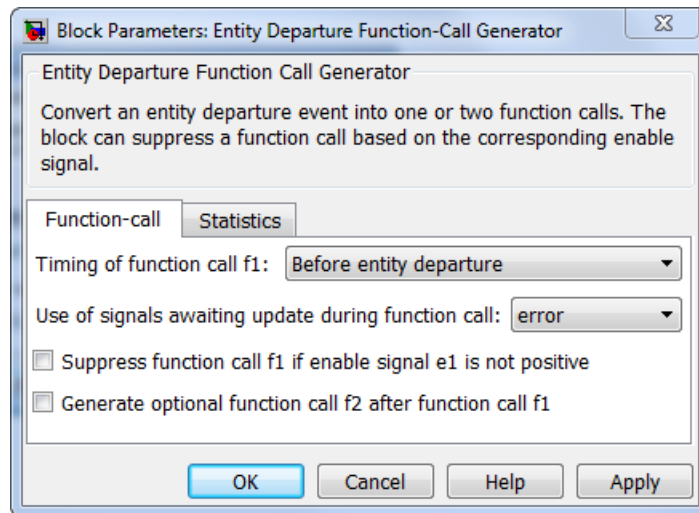 Block Parameters: Entity Departure Function-Call Generator
Entity Departure Function Call Generator
Convert an entity departure event into one or two function calls. The
block can suppress a function call based on the corresponding enable
signal.
Function-call Statistics
Timing of function call f1: Before entity departure
Use of signals awaiting update during function call: error
Suppress function call f1 if enable signal e1 is not positive
Generate optional function call f2 after function call f1
OK Cancel Help Apply